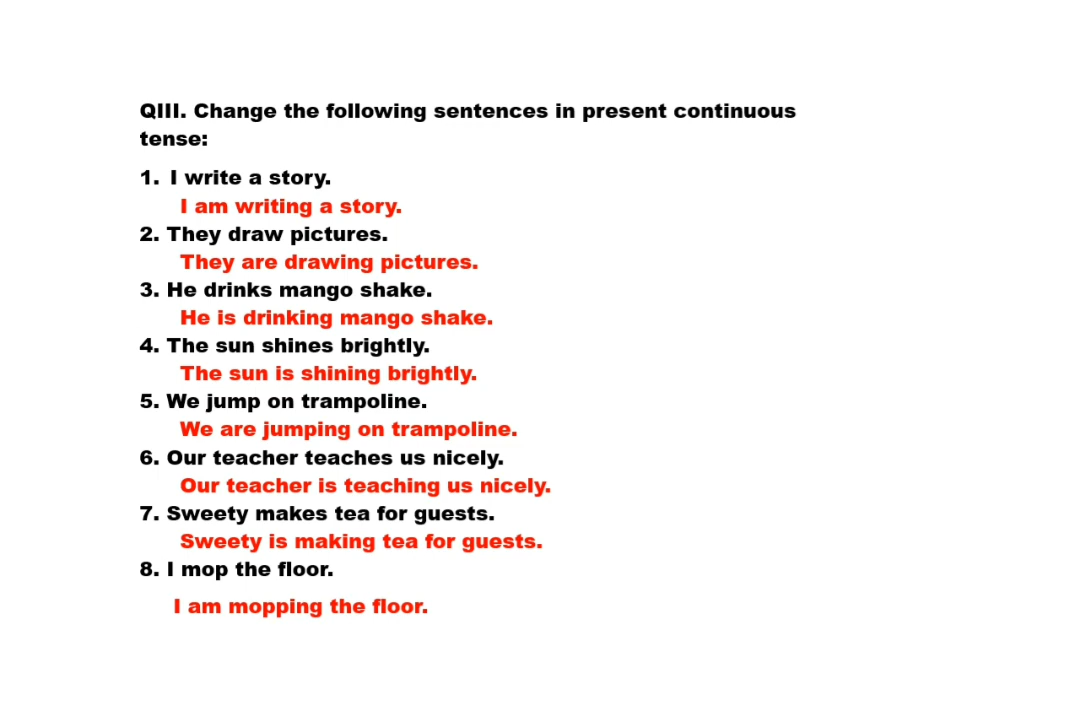 QIII. Change the following sentences in present continuous
tense:
1. I write a story.
I am writing a story.
2. They draw pictures.
They are drawing pictures.
3. He drinks mango shake.
He is drinking mango shake.
4. The sun shines brightly.
The sun is shining brightly.
5. We jump on trampoline.
We are jumping on trampoline.
6. Our teacher teaches us nicely.
Our teacher is teaching us nicely.
7. Sweety makes tea for guests.
Sweety is making tea for guests.
8. I mop the floor.
I am mopping the floor.